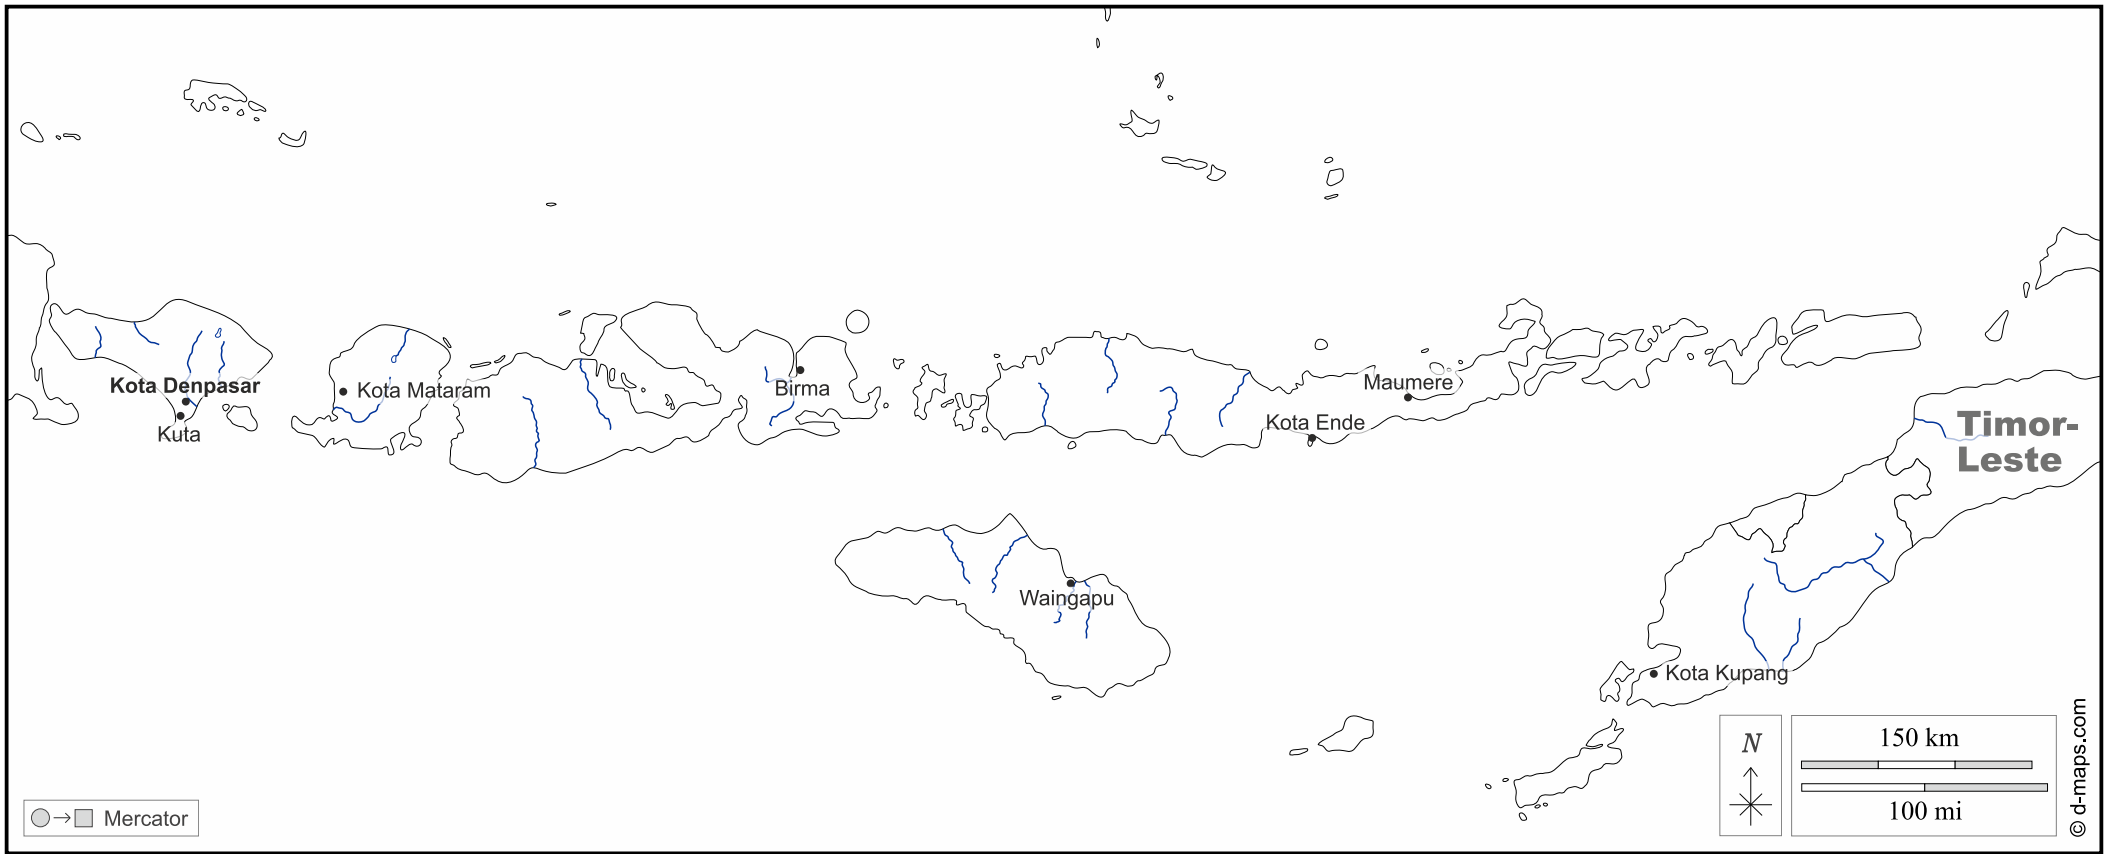 Kota Denpasar
Kuta
Kota Mataram
Birma
Maumere
Kota Ende
Waingapu
Timor-
Leste
Kota Kupang
N
150 km
100 mi
Mercator
© d-maps.com